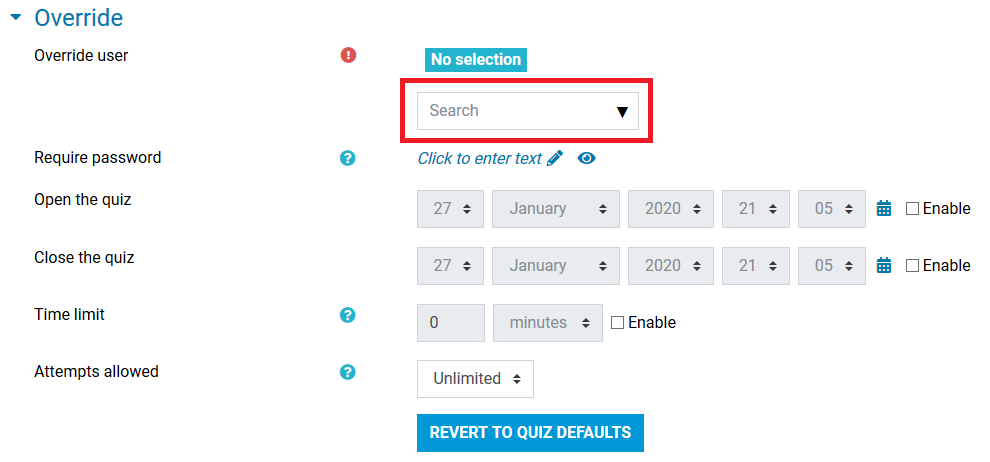 Override
Override user No selection
Search
Require password Click to enter text
Open the quiz 27 January 2020 21 05 Enable
Close the quiz 27 January 2020 21 05 Enable
Time limit 0 minutes Enable
Attempts allowed Unlimited
REVERT TO QUIZ DEFAULTS